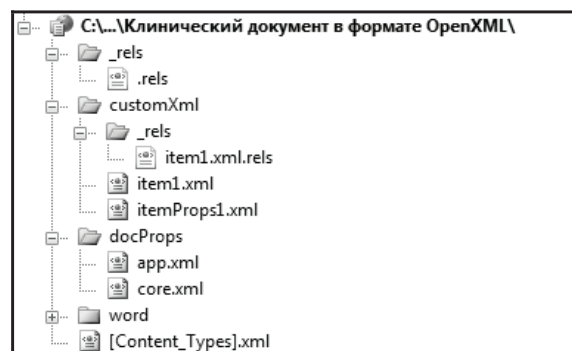 C:\...\Клинический документ в формате OpenXML\
_rels
.rels
customXml
_rels
item1.xml.rels
item1.xml
itemProps1.xml
docProps
app.xml
core.xml
word
[Content_Types].xml